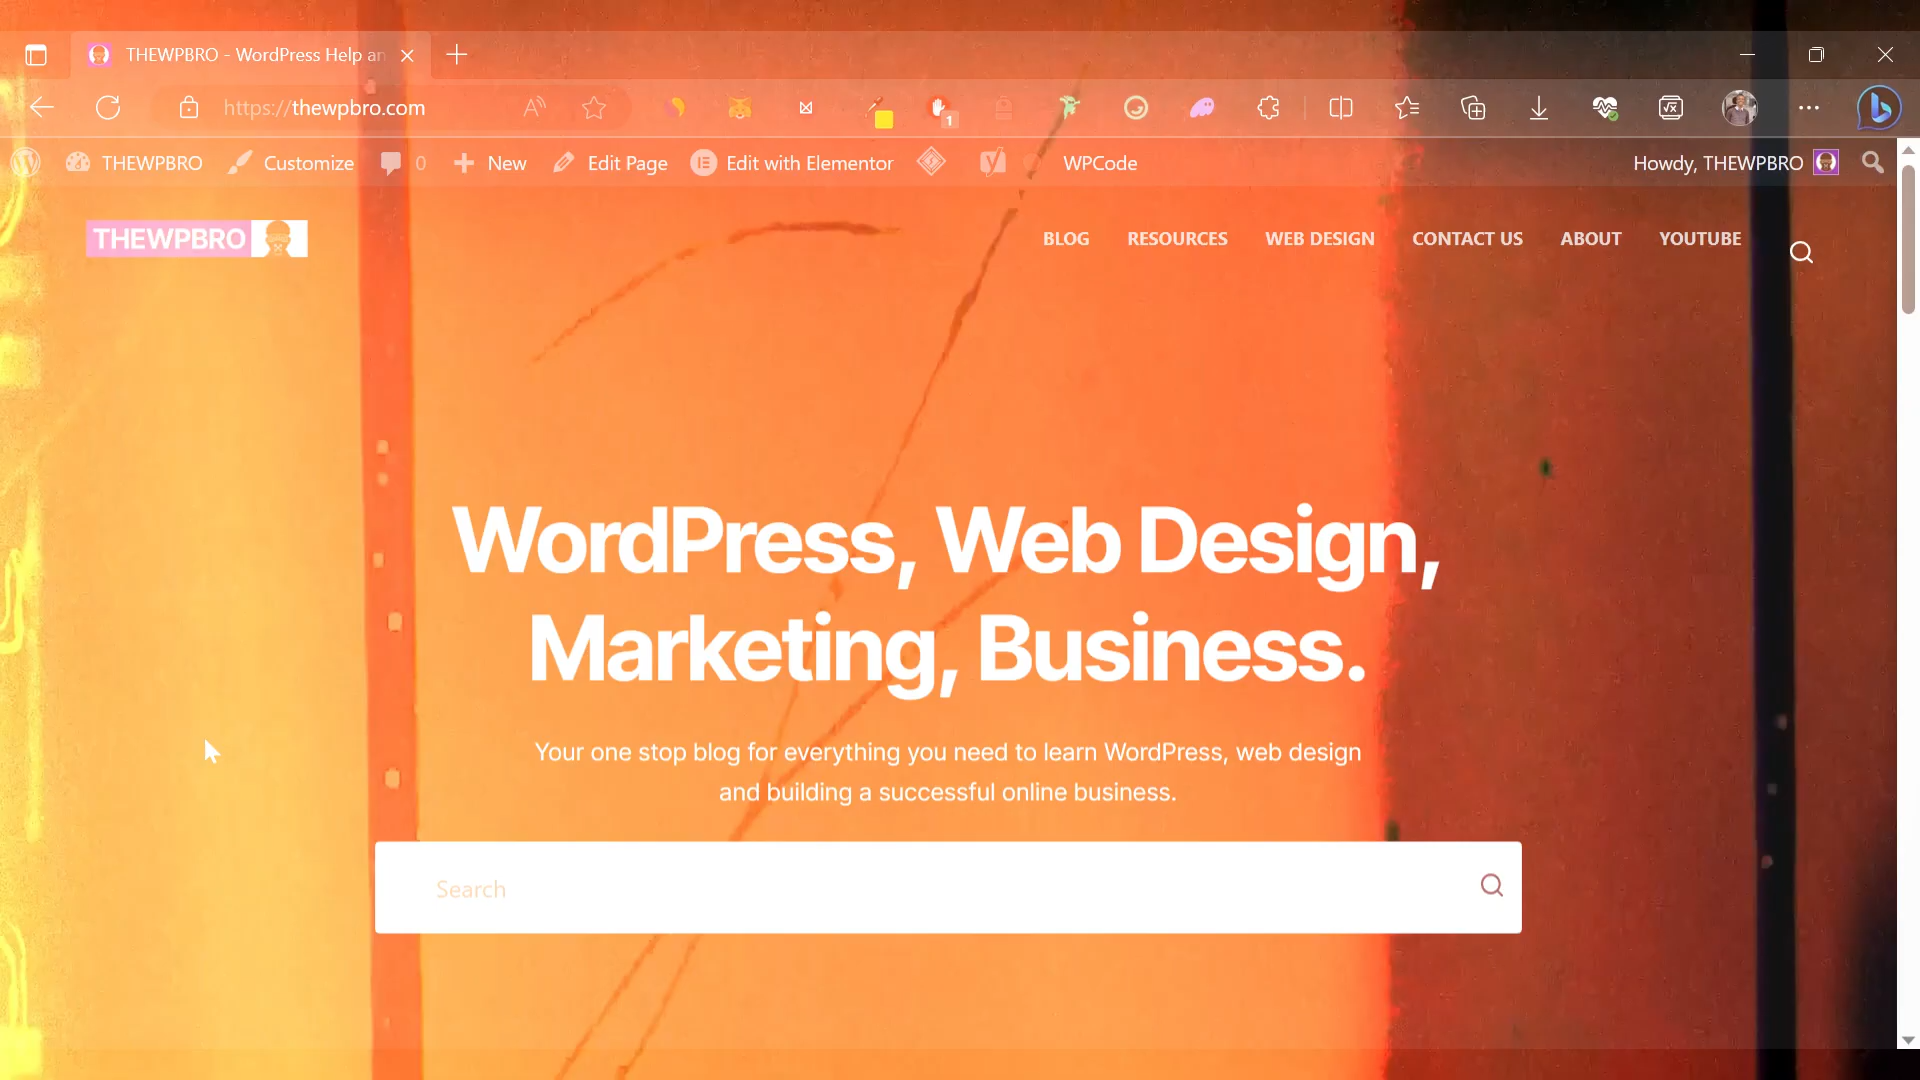 THEWPBRO - WordPress Help an
https://thewpbro.com
1
THEWPBRO
Customize
0
New
Edit Page
Edit with Elementor
WPCode
Howdy, THEWPBRO
THEWPBRO
BLOG
RESOURCES
WEB DESIGN
CONTACT US
ABOUT
YOUTUBE
WordPress, Web Design,
Marketing, Business.
Your one stop blog for everything you need to learn WordPress, web design
and building a successful online business.
Search